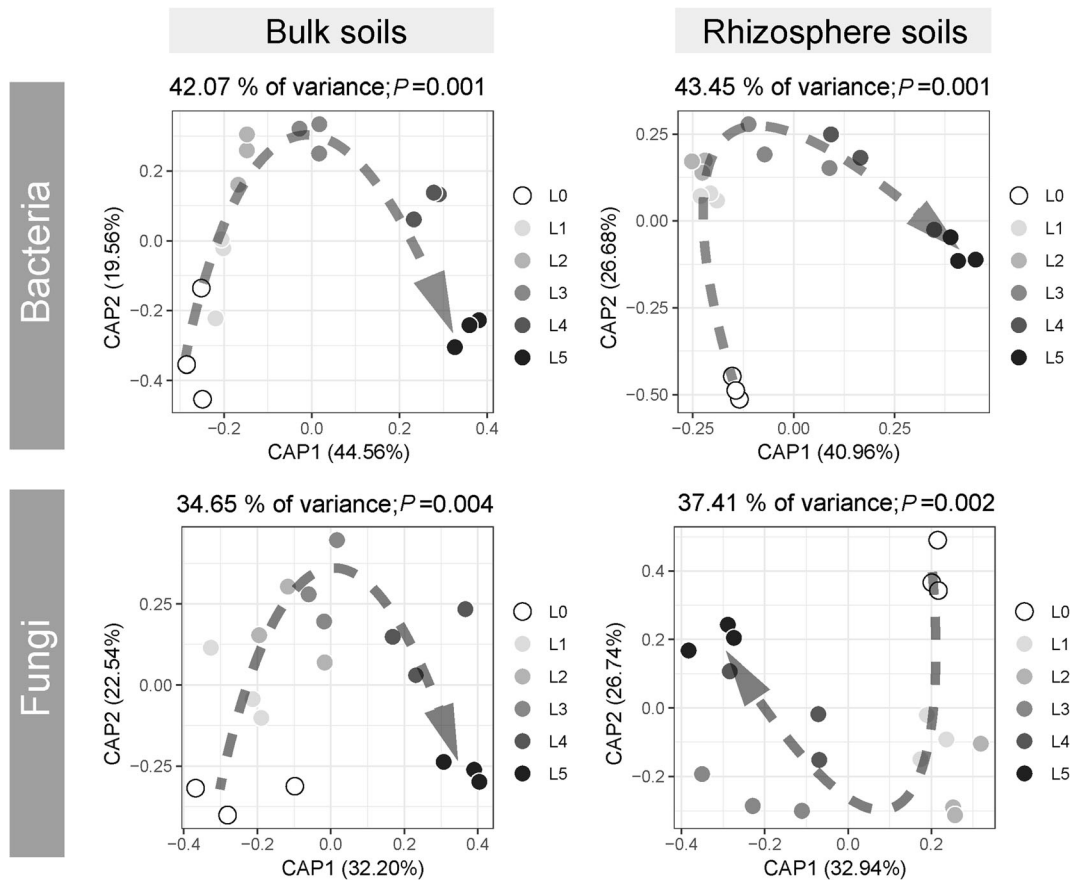 Bulk soils
Rhizosphere soils
Bacteria
42.07 % of variance;P=0.001
0.2
0.0
−0.2
−0.4
−0.2
0.0
0.2
0.4
CAP2 (19.56%)
CAP1 (44.56%)
L0
L1
L2
L3
L4
L5
43.45 % of variance;P=0.001
0.25
0.00
−0.25
−0.50
−0.25
0.00
0.25
CAP2 (26.68%)
CAP1 (40.96%)
L0
L1
L2
L3
L4
L5
Fungi
34.65 % of variance;P=0.004
0.25
0.00
−0.25
−0.4
−0.2
0.0
0.2
0.4
CAP2 (22.54%)
CAP1 (32.20%)
L0
L1
L2
L3
L4
L5
37.41 % of variance;P=0.002
0.4
0.2
0.0
−0.2
−0.4
−0.2
0.0
0.2
CAP2 (26.74%)
CAP1 (32.94%)
L0
L1
L2
L3
L4
L5